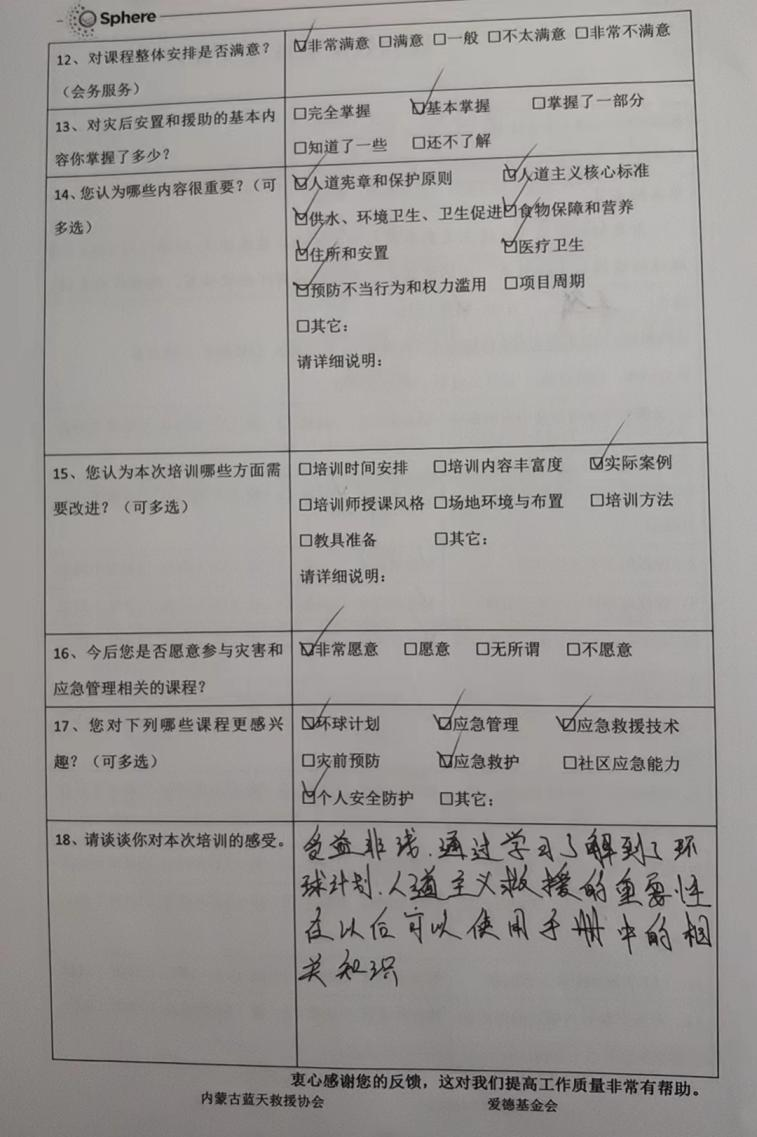 Sphere
12、对课程整体安排是否满意？
（会务服务）
☑非常满意 □满意 □一般 □不太满意 □非常不满意
13、对灾后安置和援助的基本内
容你掌握了多少？
□完全掌握 ☑基本掌握 □掌握了一部分
□知道了一些 □还不了解
14、您认为哪些内容很重要？（可
多选）
☑人道宪章和保护原则 ☑人道主义核心标准
☑供水、环境卫生、卫生促进 ☑食物保障和营养
☑住所和安置 ☑医疗卫生
☑预防不当行为和权力滥用 □项目周期
□其它：
请详细说明：
15、您认为本次培训哪些方面需
要改进？（可多选）
□培训时间安排 □培训内容丰富度 ☑实际案例
□培训师授课风格 □场地环境与布置 □培训方法
□教具准备 □其它：
请详细说明：
16、今后您是否愿意参与灾害和
应急管理相关的课程？
☑非常愿意 □愿意 □无所谓 □不愿意
17、您对下列哪些课程更感兴
趣？（可多选）
☑环球计划 ☑应急管理 ☑应急救援技术
□灾前预防 ☑应急救护 □社区应急能力
☑个人安全防护 □其它：
18、请谈谈你对本次培训的感受。
受益非浅.通过学习了解到了环
球计划.人道主义救援的重要性
在以后可以使用手册中的相
关知识
衷心感谢您的反馈，这对我们提高工作质量非常有帮助。
内蒙古蓝天救援协会 爱德基金会